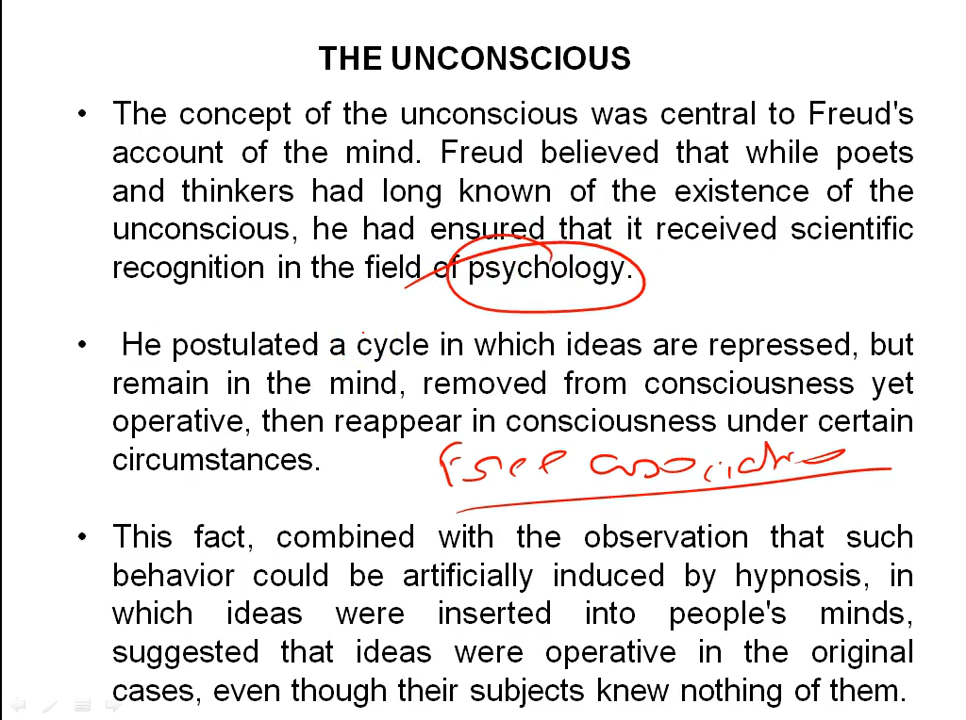 THE UNCONSCIOUS
• The concept of the unconscious was central to Freud's
account of the mind. Freud believed that while poets
and thinkers had long known of the existence of the
unconscious, he had ensured that it received scientific
recognition in the field of psychology.
• He postulated a cycle in which ideas are repressed, but
remain in the mind, removed from consciousness yet
operative, then reappear in consciousness under certain
circumstances.
Free association
• This fact, combined with the observation that such
behavior could be artificially induced by hypnosis, in
which ideas were inserted into people's minds,
suggested that ideas were operative in the original
cases, even though their subjects knew nothing of them.